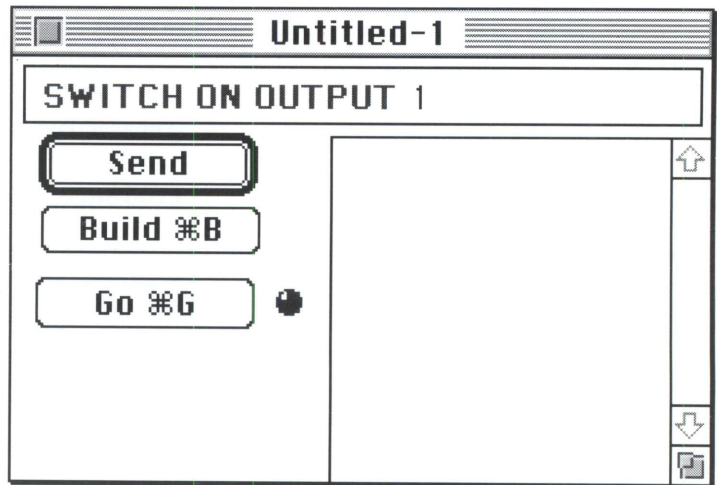 Untitled-1
SWITCH ON OUTPUT 1
Send
Build ⌘B
Go ⌘G